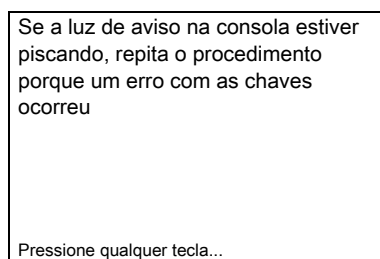 Se a luz de aviso na consola estiver
piscando, repita o procedimento
porque um erro com as chaves
ocorreu
Pressione qualquer tecla...